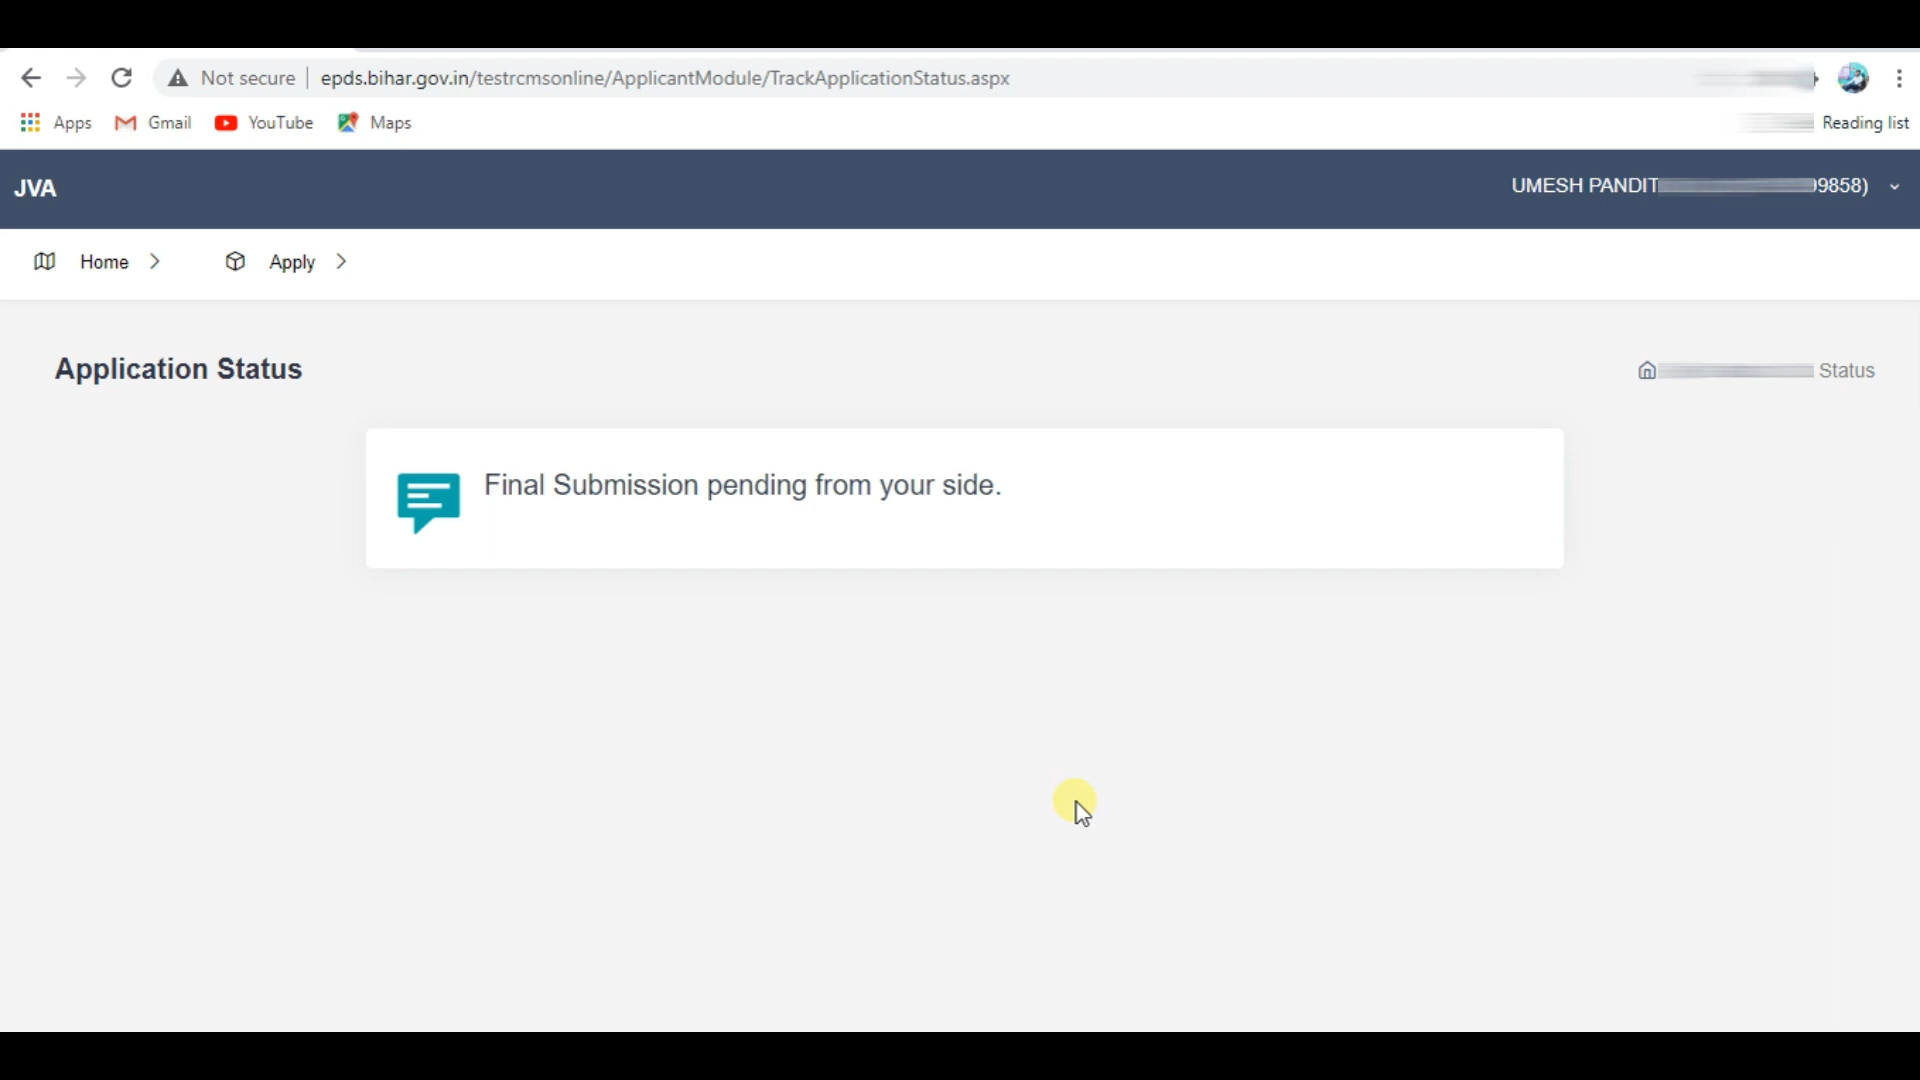 Not secure epds.bihar.gov.in/testrcmsonline/ApplicantModule/TrackApplicationStatus.aspx
Apps Gmail YouTube Maps Reading list
JVA UMESH PANDIT 9858)
Home Apply
Application Status Status
Final Submission pending from your side.